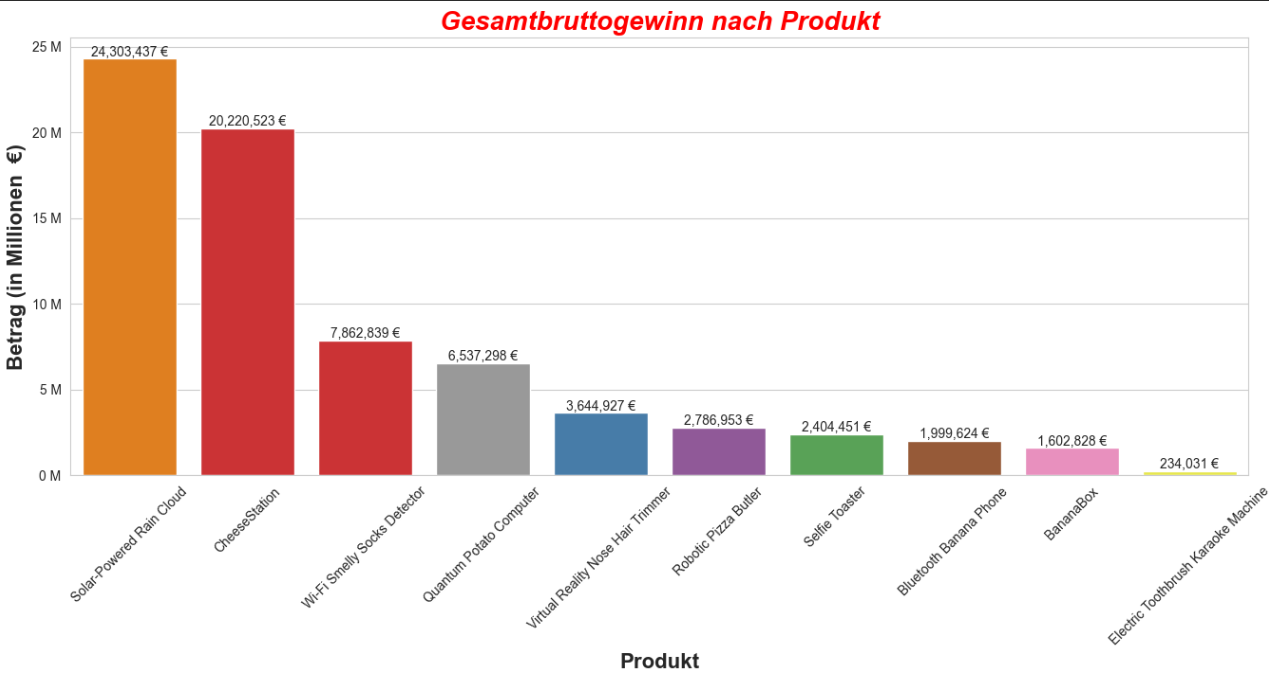 Gesamtbruttogewinn nach Produkt
Betrag (in Millionen €)
25 M
20 M
15 M
10 M
5 M
0 M
24,303,437 €
20,220,523 €
7,862,839 €
6,537,298 €
3,644,927 €
2,786,953 €
2,404,451 €
1,999,624 €
1,602,828 €
234,031 €
Solar-Powered Rain Cloud
CheeseStation
Wi-Fi Smelly Socks Detector
Quantum Potato Computer
Virtual Reality Nose Hair Trimmer
Robotic Pizza Butler
Selfie Toaster
Bluetooth Banana Phone
BananaBox
Electric Toothbrush Karaoke Machine
Produkt